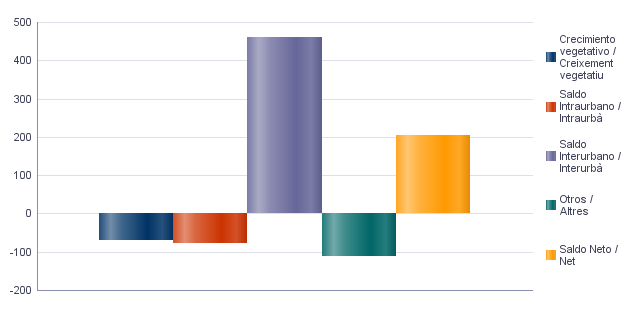 500
400
300
200
100
0
-100
-200
Crecimiento
vegetativo /
Creixement
vegetatiu
Saldo
Intraurbano /
Intraurbà
Saldo
Interurbano /
Interurbà
Otros /
Altres
Saldo Neto /
Net